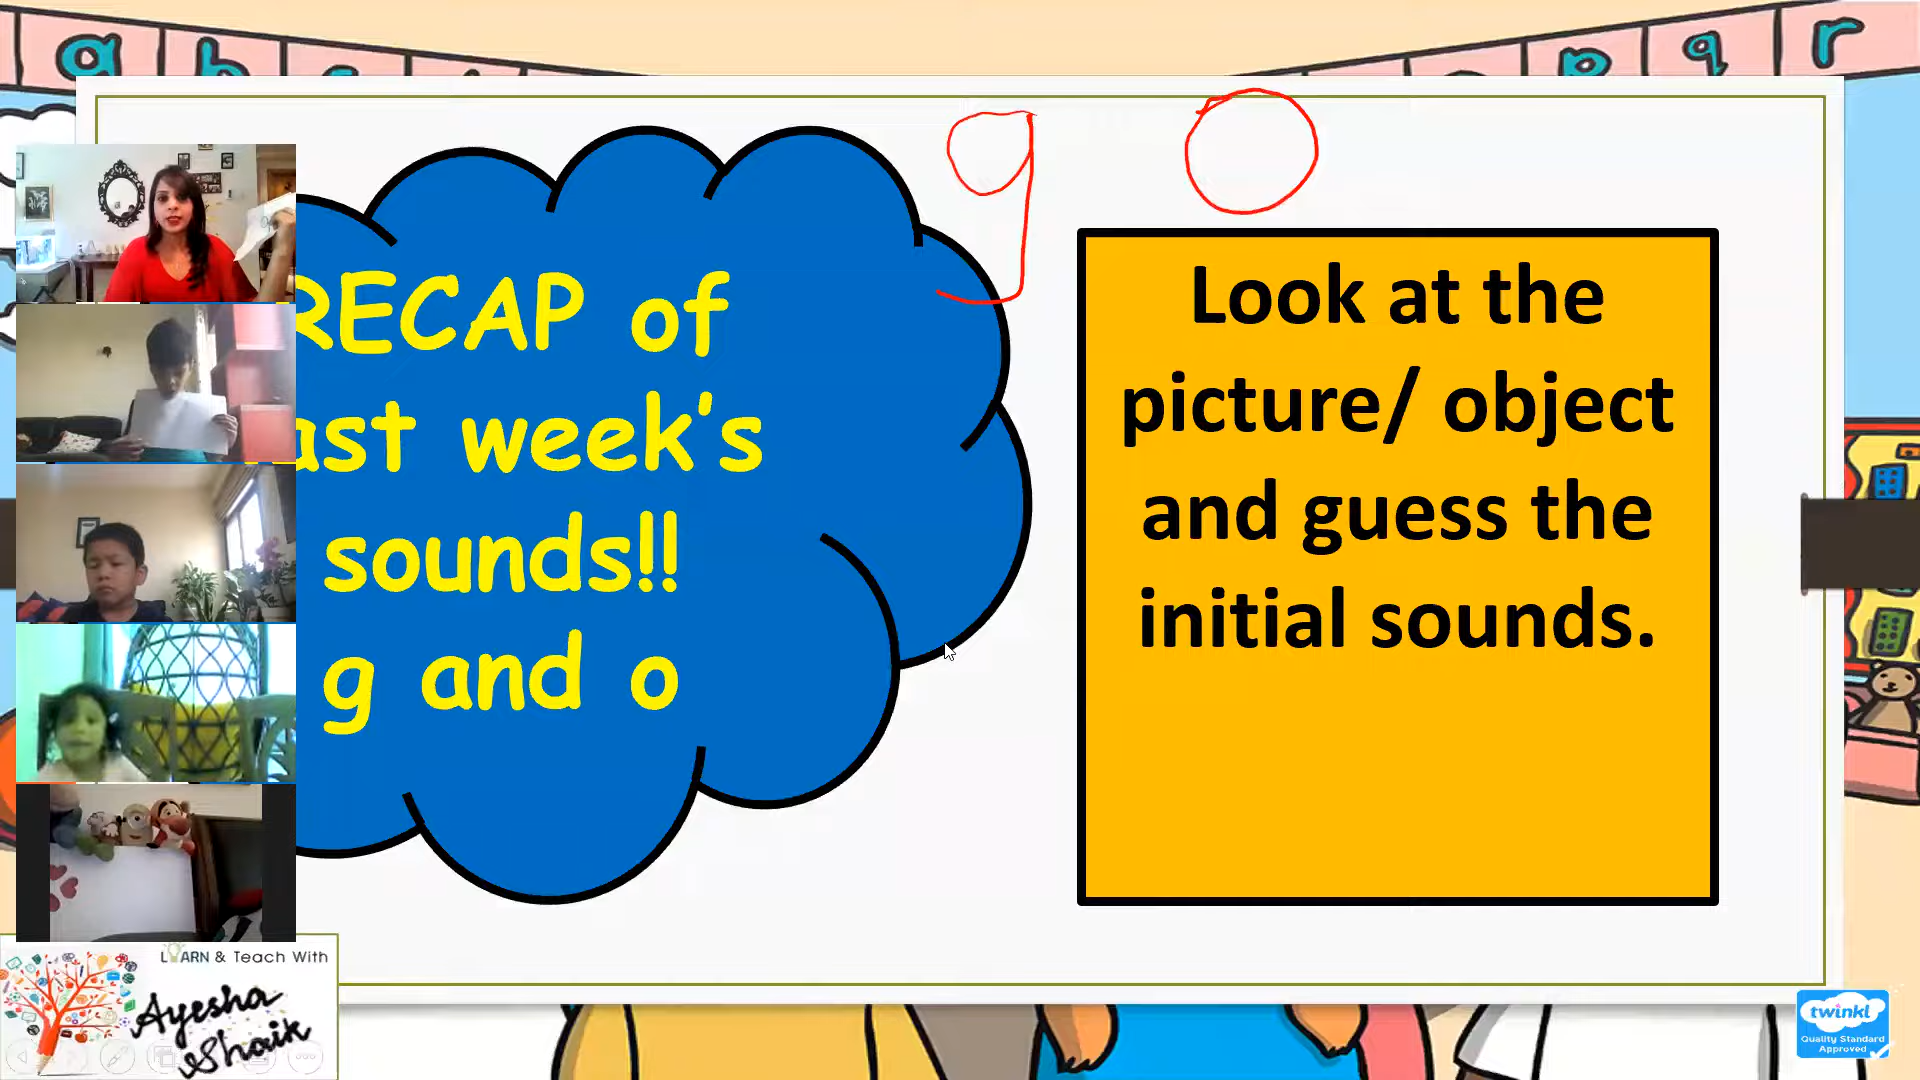 a b
p q r
g o
RECAP of
ast week's
sounds!!
g and o
Look at the
picture/ object
and guess the
initial sounds.
LEARN & Teach With
Ayesha
Shaik
twinkl
Quality Standard
Approved